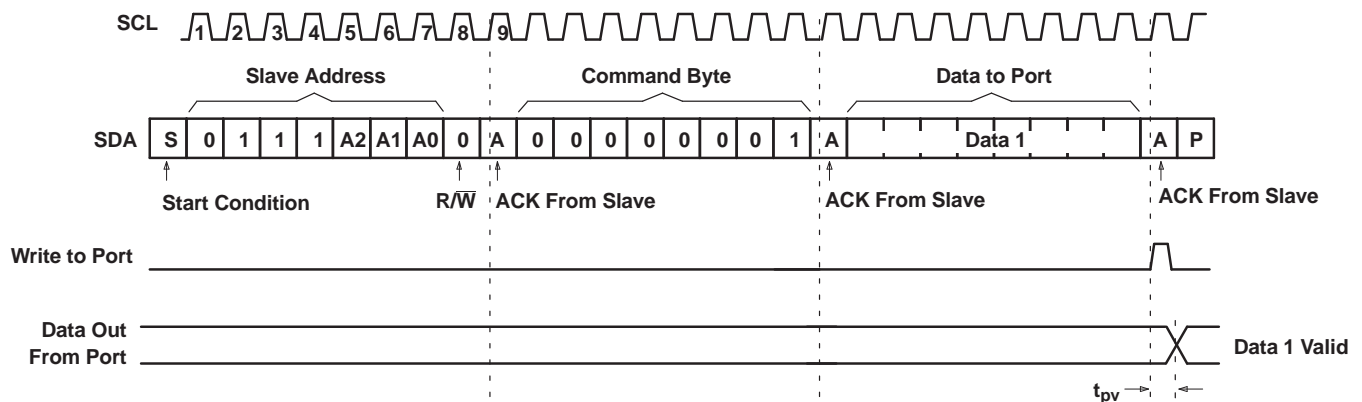 SCL 1 2 3 4 5 6 7 8 9
Slave Address Command Byte Data to Port
SDA S 0 1 1 1 A2 A1 A0 0 A 0 0 0 0 0 0 0 1 A Data 1 A P
Start Condition R/W̅ ACK From Slave ACK From Slave ACK From Slave
Write to Port
Data Out
From Port
Data 1 Valid
tpv